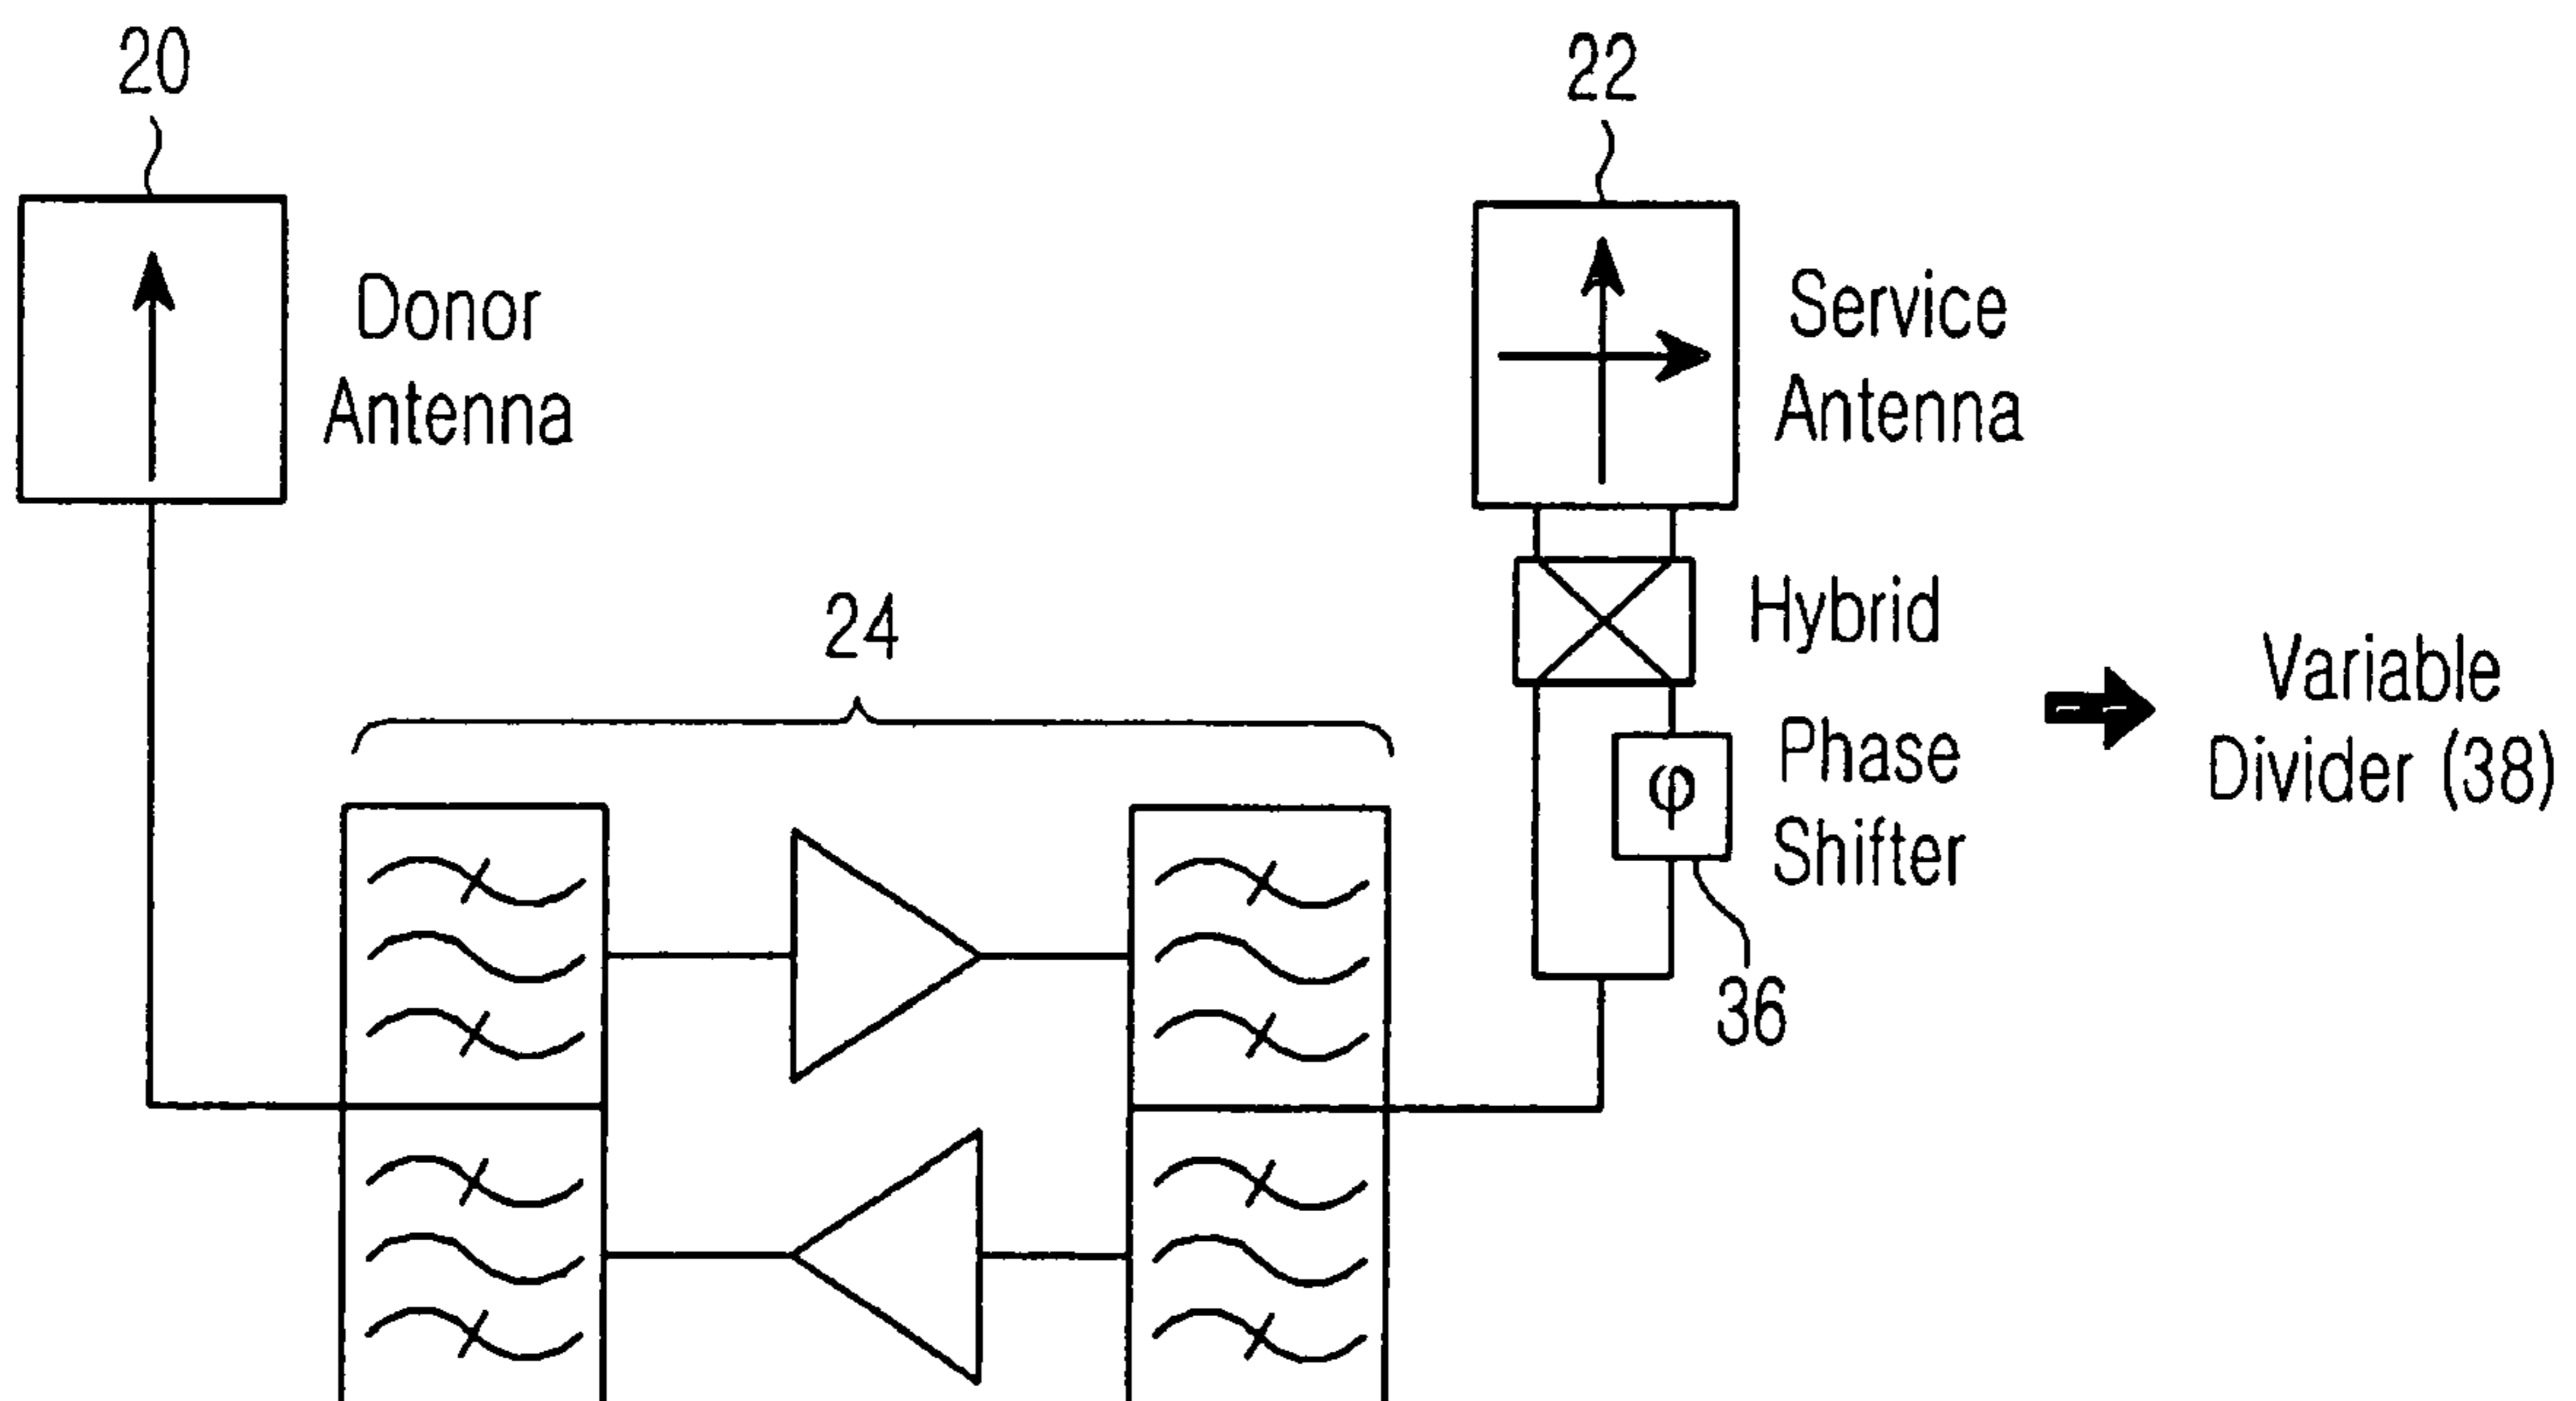 20
22
Donor
Antenna
Service
Antenna
24
Hybrid
Variable
Divider (38)
Phase
Shifter
φ
36